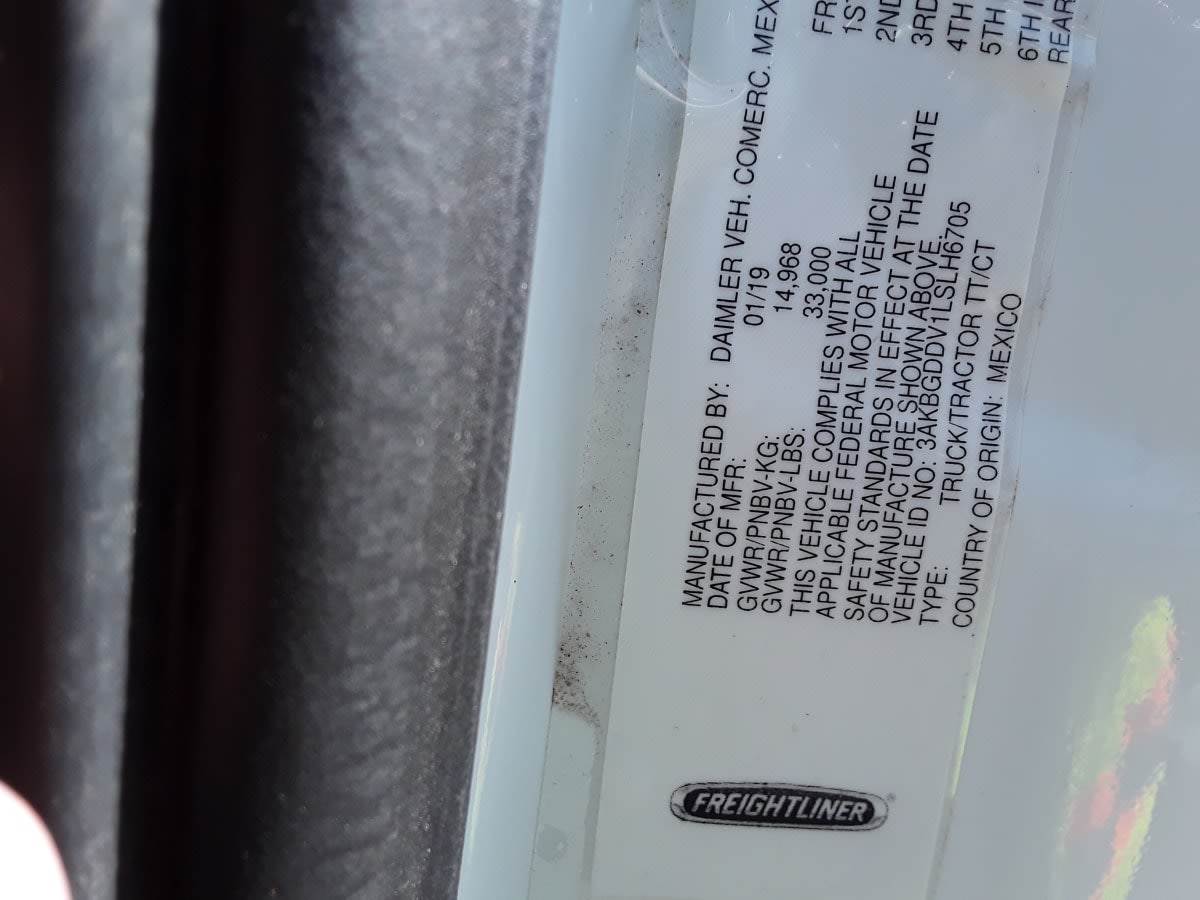 MANUFACTURED BY: DAIMLER VEH. COMERC. MEX
DATE OF MFR: 01/19
GVWR/PNBV-KG: 14,968
GVWR/PNBV-LBS: 33,000
THIS VEHICLE COMPLIES WITH ALL
APPLICABLE FEDERAL MOTOR VEHICLE
SAFETY STANDARDS IN EFFECT AT THE DATE
OF MANUFACTURE SHOWN ABOVE.
VEHICLE ID NO: 3AKBGDDV1LSLH6705
TYPE: TRUCK/TRACTOR TT/CT
COUNTRY OF ORIGIN: MEXICO
FR
1ST
2ND
3RD
4TH
5TH
6TH I
REAR
FREIGHTLINER